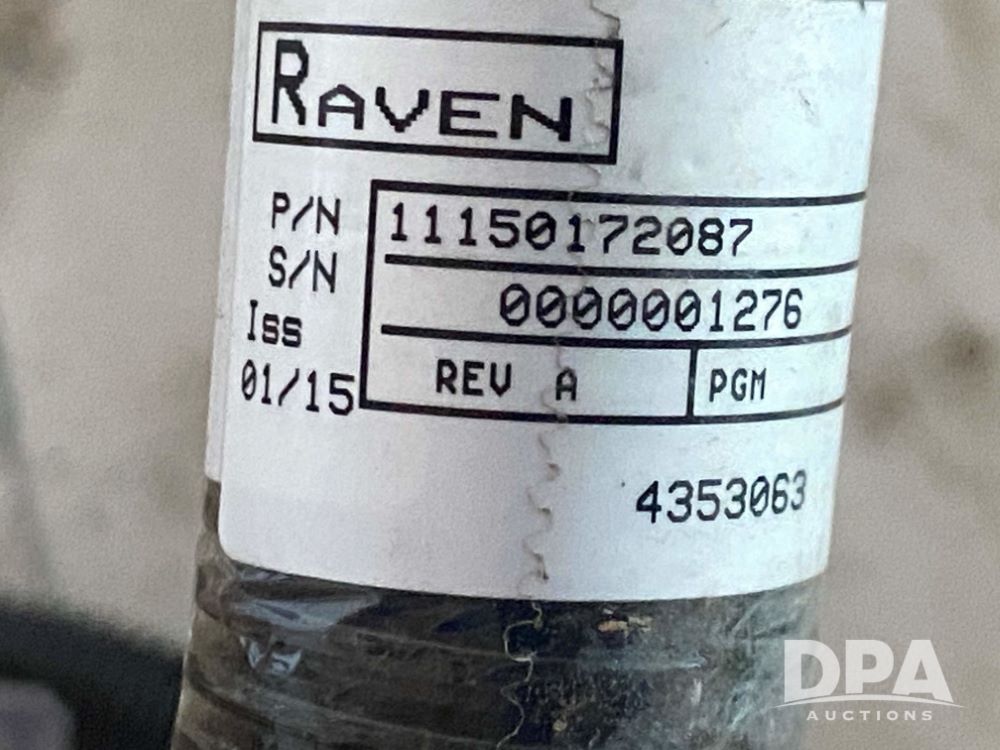 RAVEN
P/N 11150172087
S/N 0000001276
Iss
01/15 REV A PGM
4353063
DPA
AUCTIONS